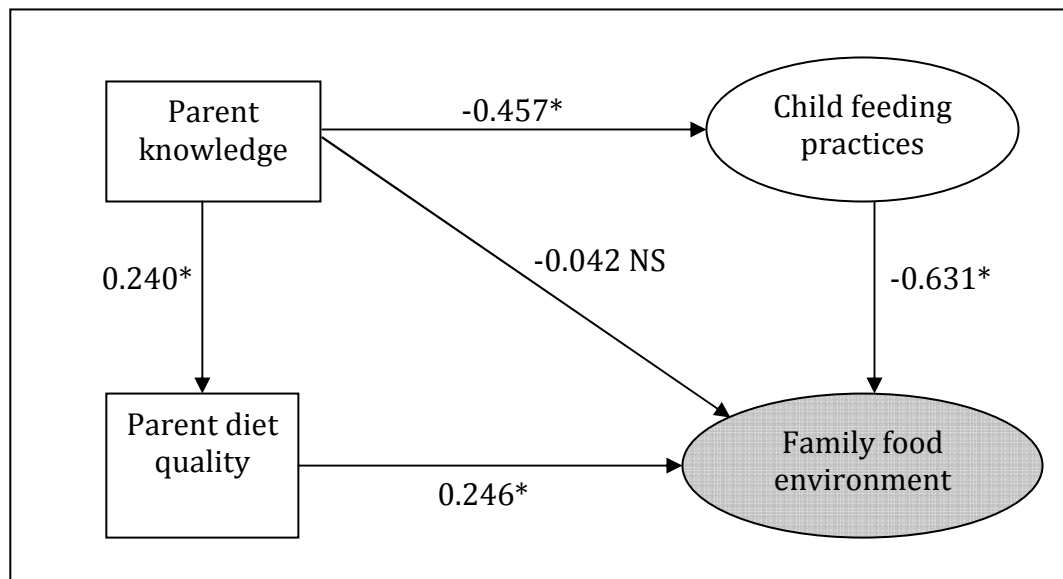 Parent
knowledge
-0.457*
Child feeding
practices
0.240*
-0.042 NS
-0.631*
Parent diet
quality
0.246*
Family food
environment